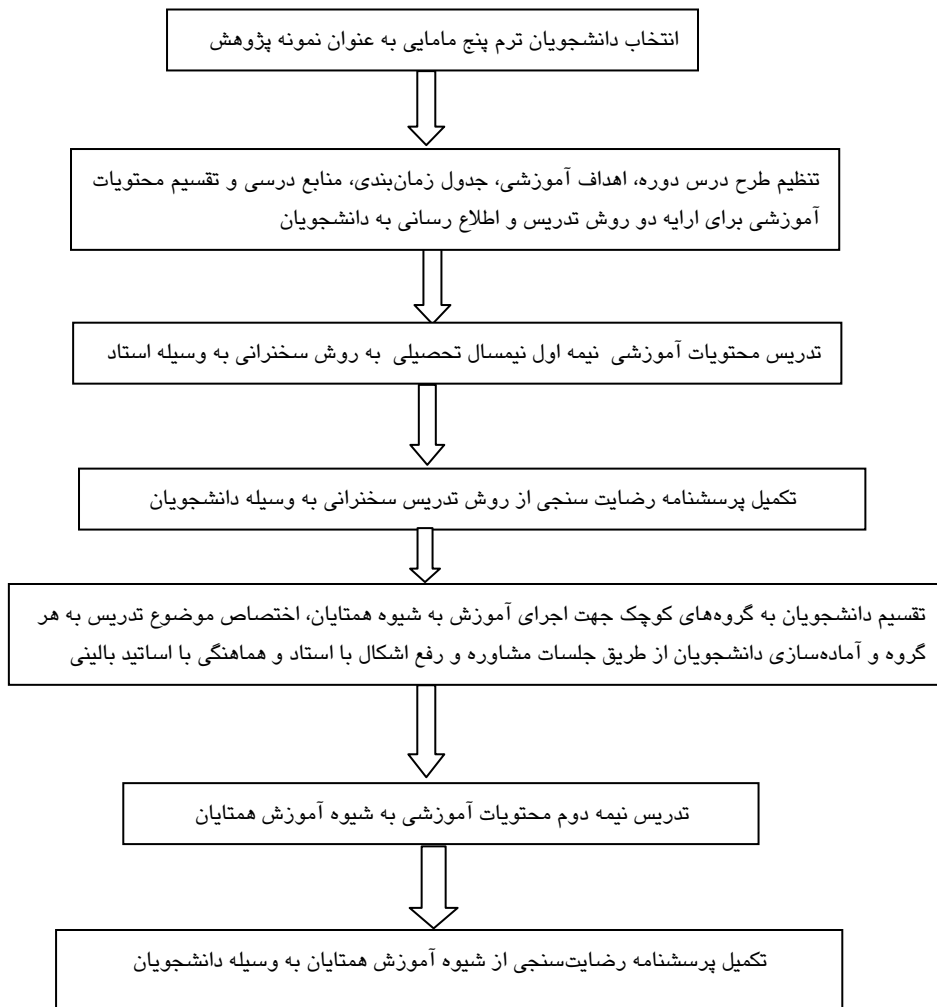 انتخاب دانشجویان ترم پنج مامایی به عنوان نمونه پژوهش
تنظیم طرح درس دوره، اهداف آموزشی، جدول زمان‌بندی، منابع درسی و تقسیم محتویات
آموزشی برای ارایه دو روش تدریس و اطلاع رسانی به دانشجویان
تدریس محتویات آموزشی نیمه اول نیمسال تحصیلی به روش سخنرانی به وسیله استاد
تکمیل پرسشنامه رضایت سنجی از روش تدریس سخنرانی به وسیله دانشجویان
تقسیم دانشجویان به گروه‌های کوچک جهت اجرای آموزش به شیوه همتایان، اختصاص موضوع تدریس به هر
گروه و آماده‌سازی دانشجویان از طریق جلسات مشاوره و رفع اشکال با استاد و هماهنگی با اساتید بالینی
تدریس نیمه دوم محتویات آموزشی به شیوه آموزش همتایان
تکمیل پرسشنامه رضایت‌سنجی از شیوه آموزش همتایان به وسیله دانشجویان